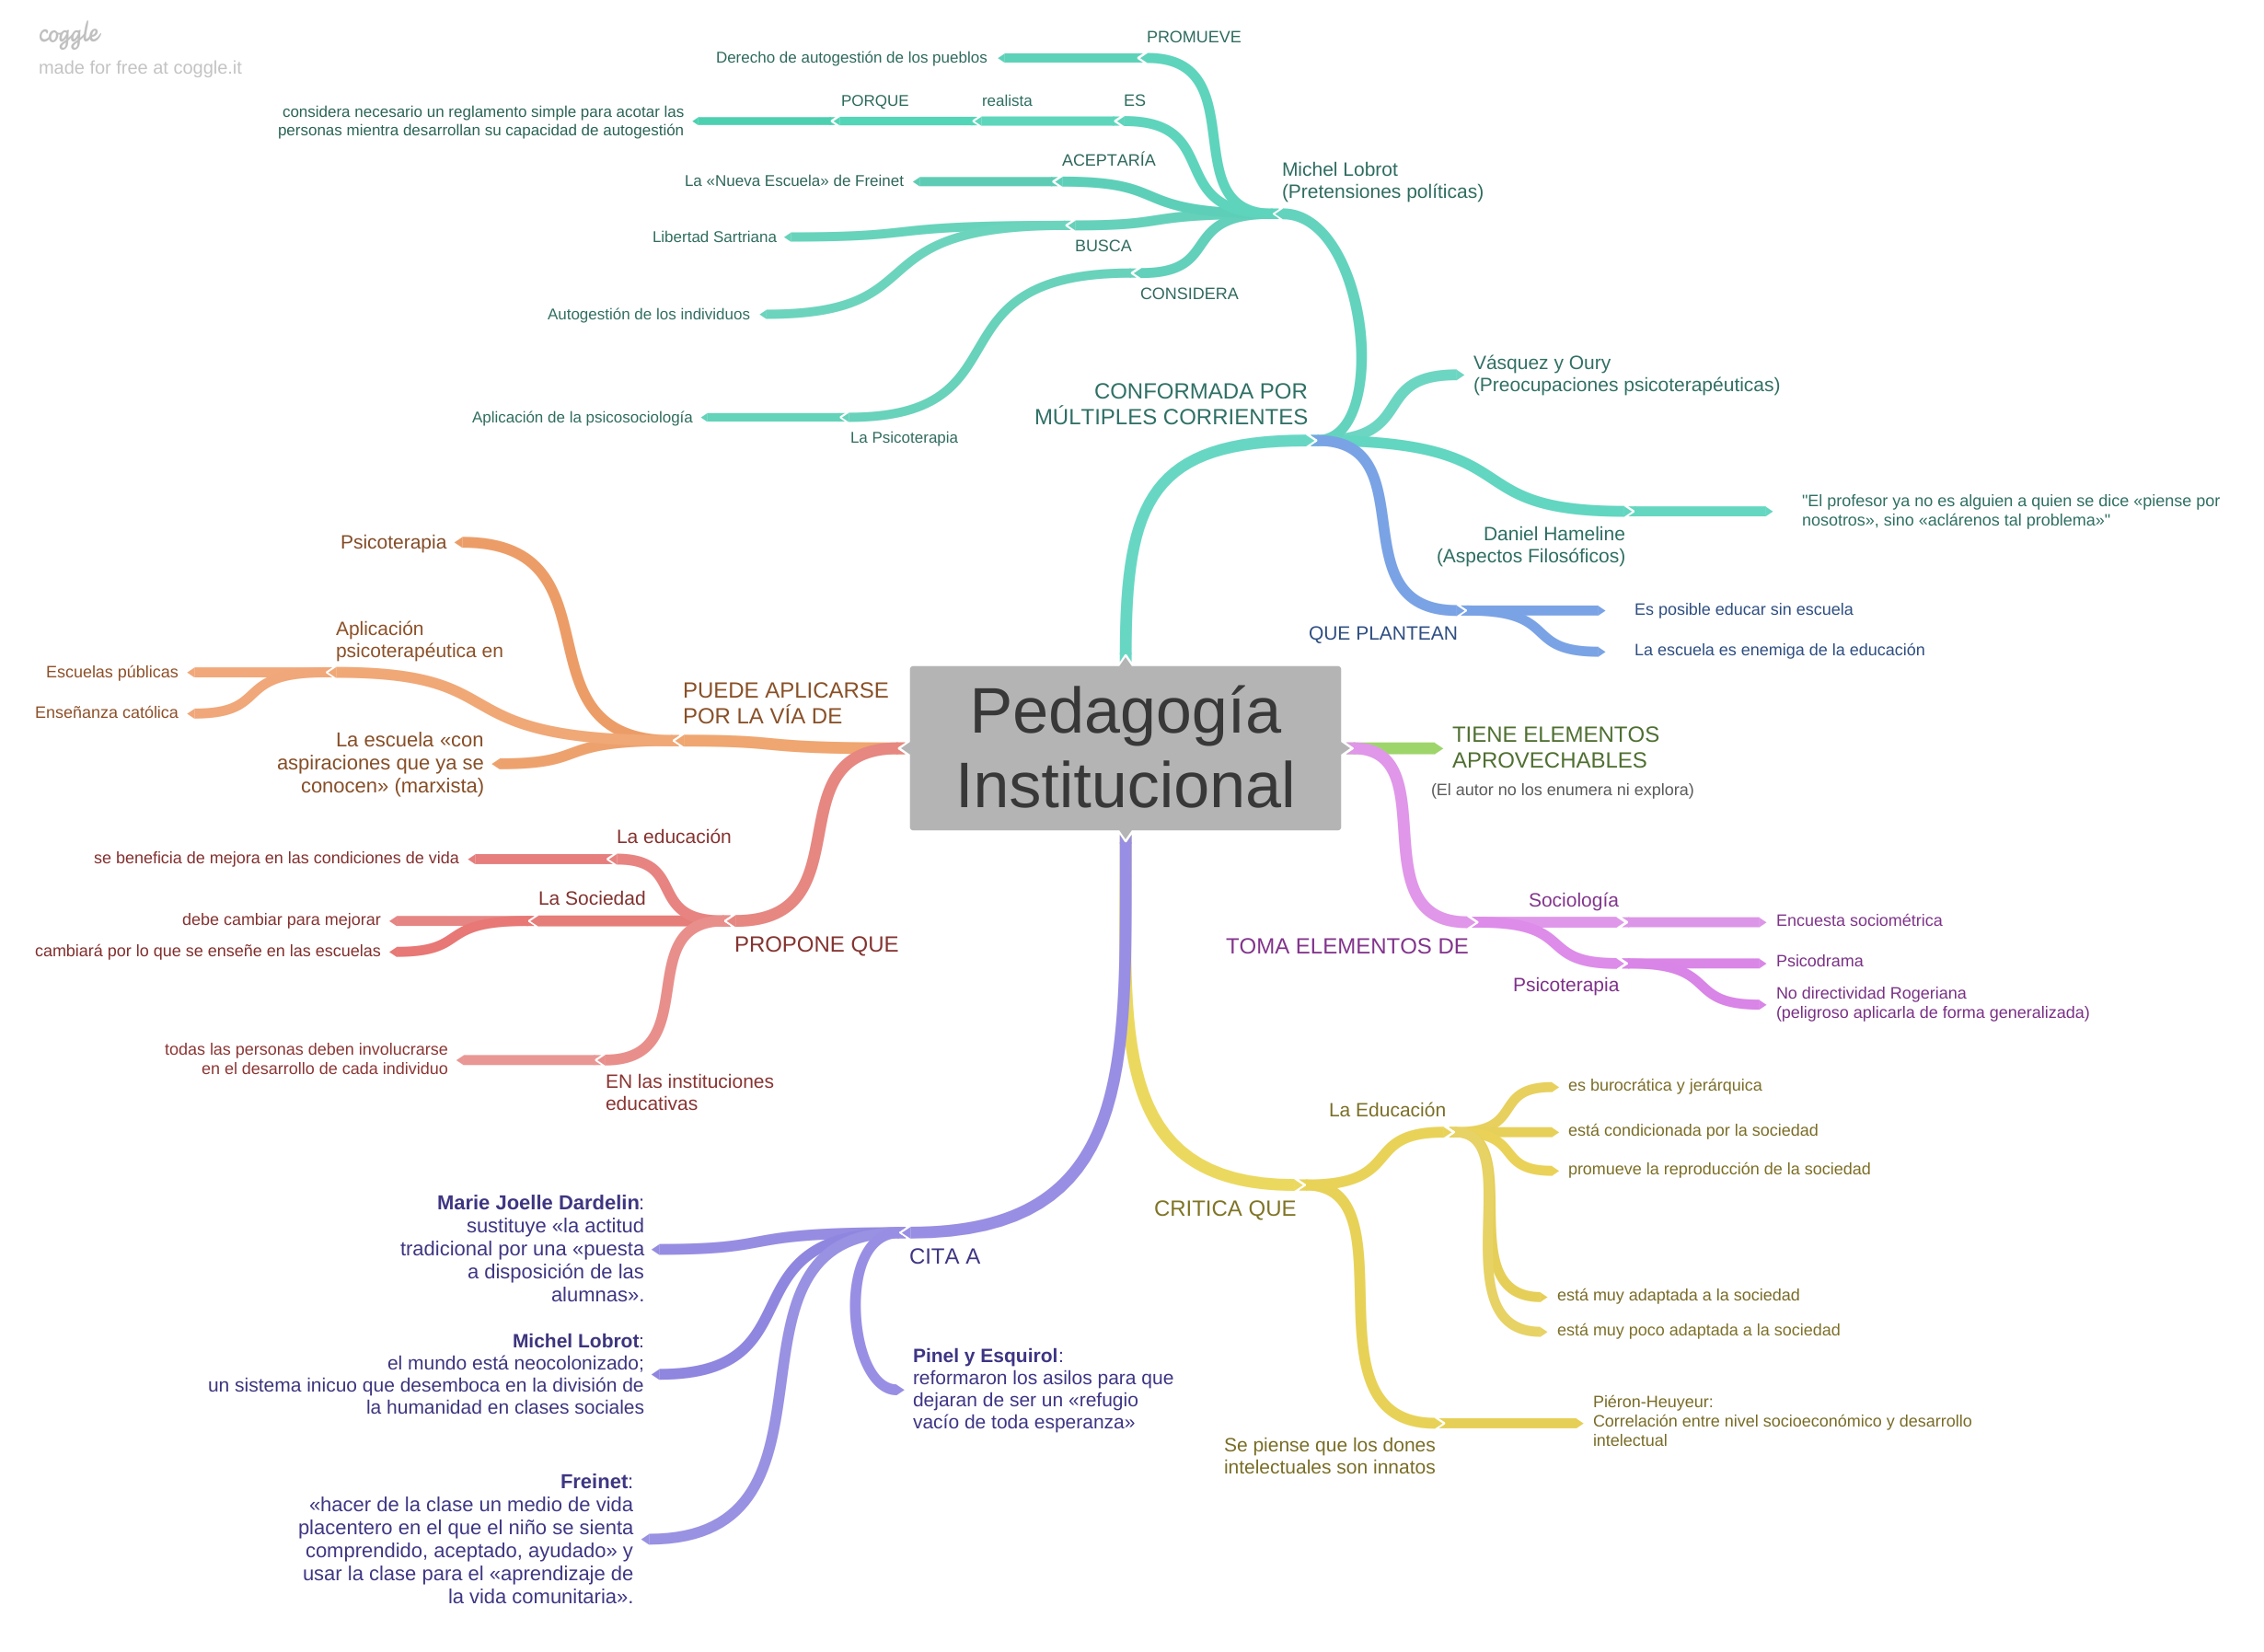 coggle
made for free at coggle.it
PROMUEVE
Derecho de autogestión de los pueblos
ES
realista
PORQUE
considera necesario un reglamento simple para acotar las
personas mientra desarrollan su capacidad de autogestión
ACEPTARÍA
La «Nueva Escuela» de Freinet
Michel Lobrot
(Pretensiones políticas)
BUSCA
Libertad Sartriana
Autogestión de los individuos
CONSIDERA
La Psicoterapia
Aplicación de la psicosociología
CONFORMADA POR
MÚLTIPLES CORRIENTES
Vásquez y Oury
(Preocupaciones psicoterapéuticas)
Daniel Hameline
(Aspectos Filosóficos)
"El profesor ya no es alguien a quien se dice «piense por
nosotros», sino «aclárenos tal problema»"
QUE PLANTEAN
Es posible educar sin escuela
La escuela es enemiga de la educación
Psicoterapia
Aplicación
psicoterapéutica en
Escuelas públicas
Enseñanza católica
La escuela «con
aspiraciones que ya se
conocen» (marxista)
PUEDE APLICARSE
POR LA VÍA DE
Pedagogía
Institucional
TIENE ELEMENTOS
APROVECHABLES
(El autor no los enumera ni explora)
La educación
se beneficia de mejora en las condiciones de vida
La Sociedad
debe cambiar para mejorar
cambiará por lo que se enseñe en las escuelas
PROPONE QUE
EN las instituciones
educativas
todas las personas deben involucrarse
en el desarrollo de cada individuo
TOMA ELEMENTOS DE
Sociología
Encuesta sociométrica
Psicoterapia
Psicodrama
No directividad Rogeriana
(peligroso aplicarla de forma generalizada)
CRITICA QUE
La Educación
es burocrática y jerárquica
está condicionada por la sociedad
promueve la reproducción de la sociedad
está muy adaptada a la sociedad
está muy poco adaptada a la sociedad
Se piense que los dones
intelectuales son innatos
Piéron-Heuyeur:
Correlación entre nivel socioeconómico y desarrollo
intelectual
CITA A
Marie Joelle Dardelin:
sustituye «la actitud
tradicional por una «puesta
a disposición de las
alumnas».
Michel Lobrot:
el mundo está neocolonizado;
un sistema inicuo que desemboca en la división de
la humanidad en clases sociales
Pinel y Esquirol:
reformaron los asilos para que
dejaran de ser un «refugio
vacío de toda esperanza»
Freinet:
«hacer de la clase un medio de vida
placentero en el que el niño se sienta
comprendido, aceptado, ayudado» y
usar la clase para el «aprendizaje de
la vida comunitaria».